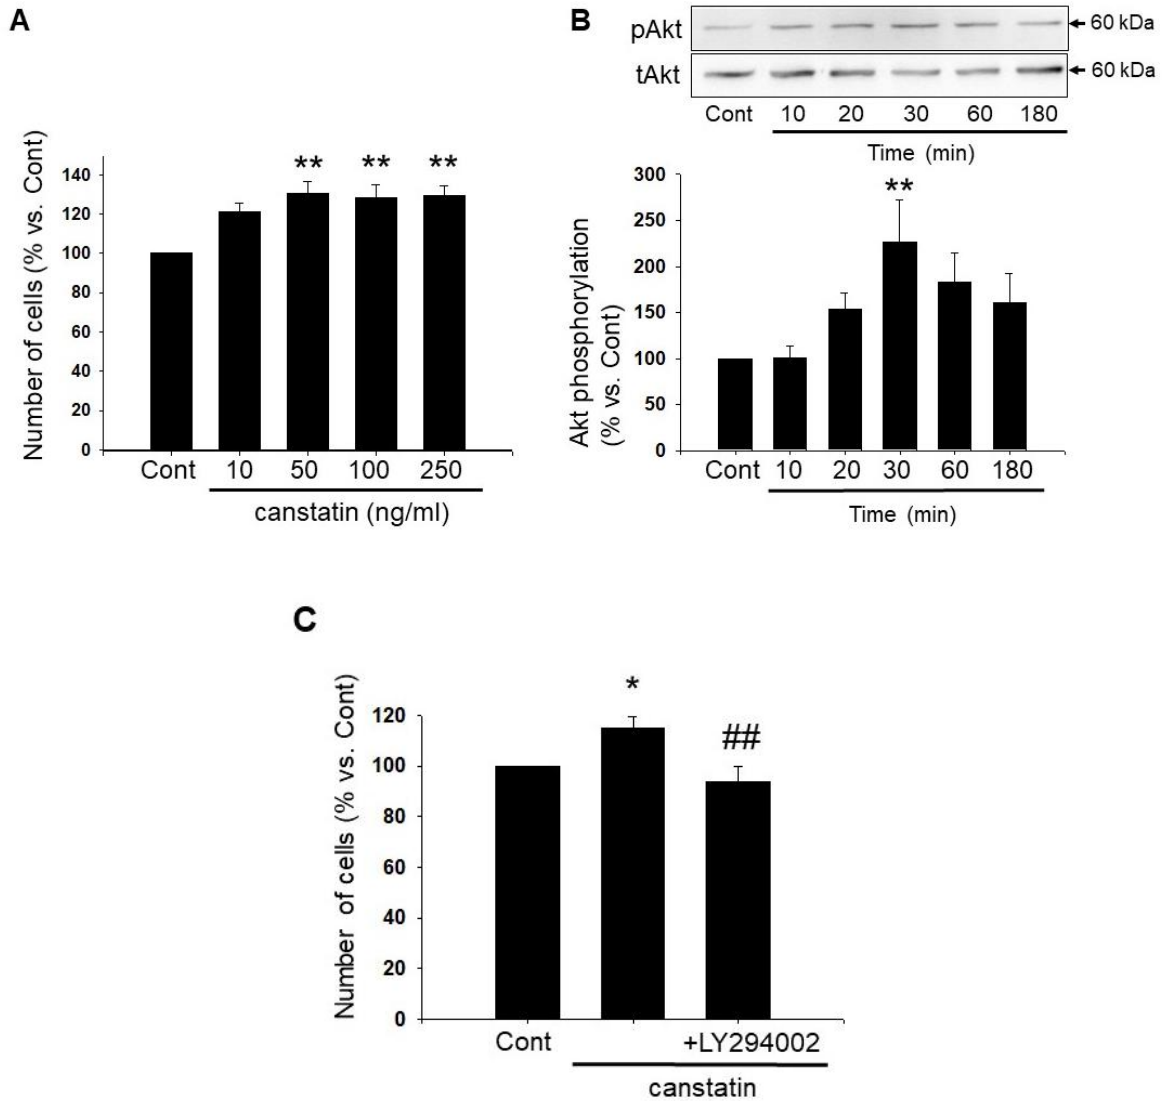 A
Number of cells (% vs. Cont)
140
120
100
80
60
40
20
0
** ** **
Cont 10 50 100 250
canstatin (ng/ml)
B
pAkt 60 kDa
tAkt 60 kDa
Cont 10 20 30 60 180
Time (min)
Akt phosphorylation
(% vs. Cont)
300
250
200
150
100
50
0
**
Cont 10 20 30 60 180
Time (min)
C
Number of cells (% vs. Cont)
120
100
80
60
40
20
0
*
##
Cont +LY294002
canstatin